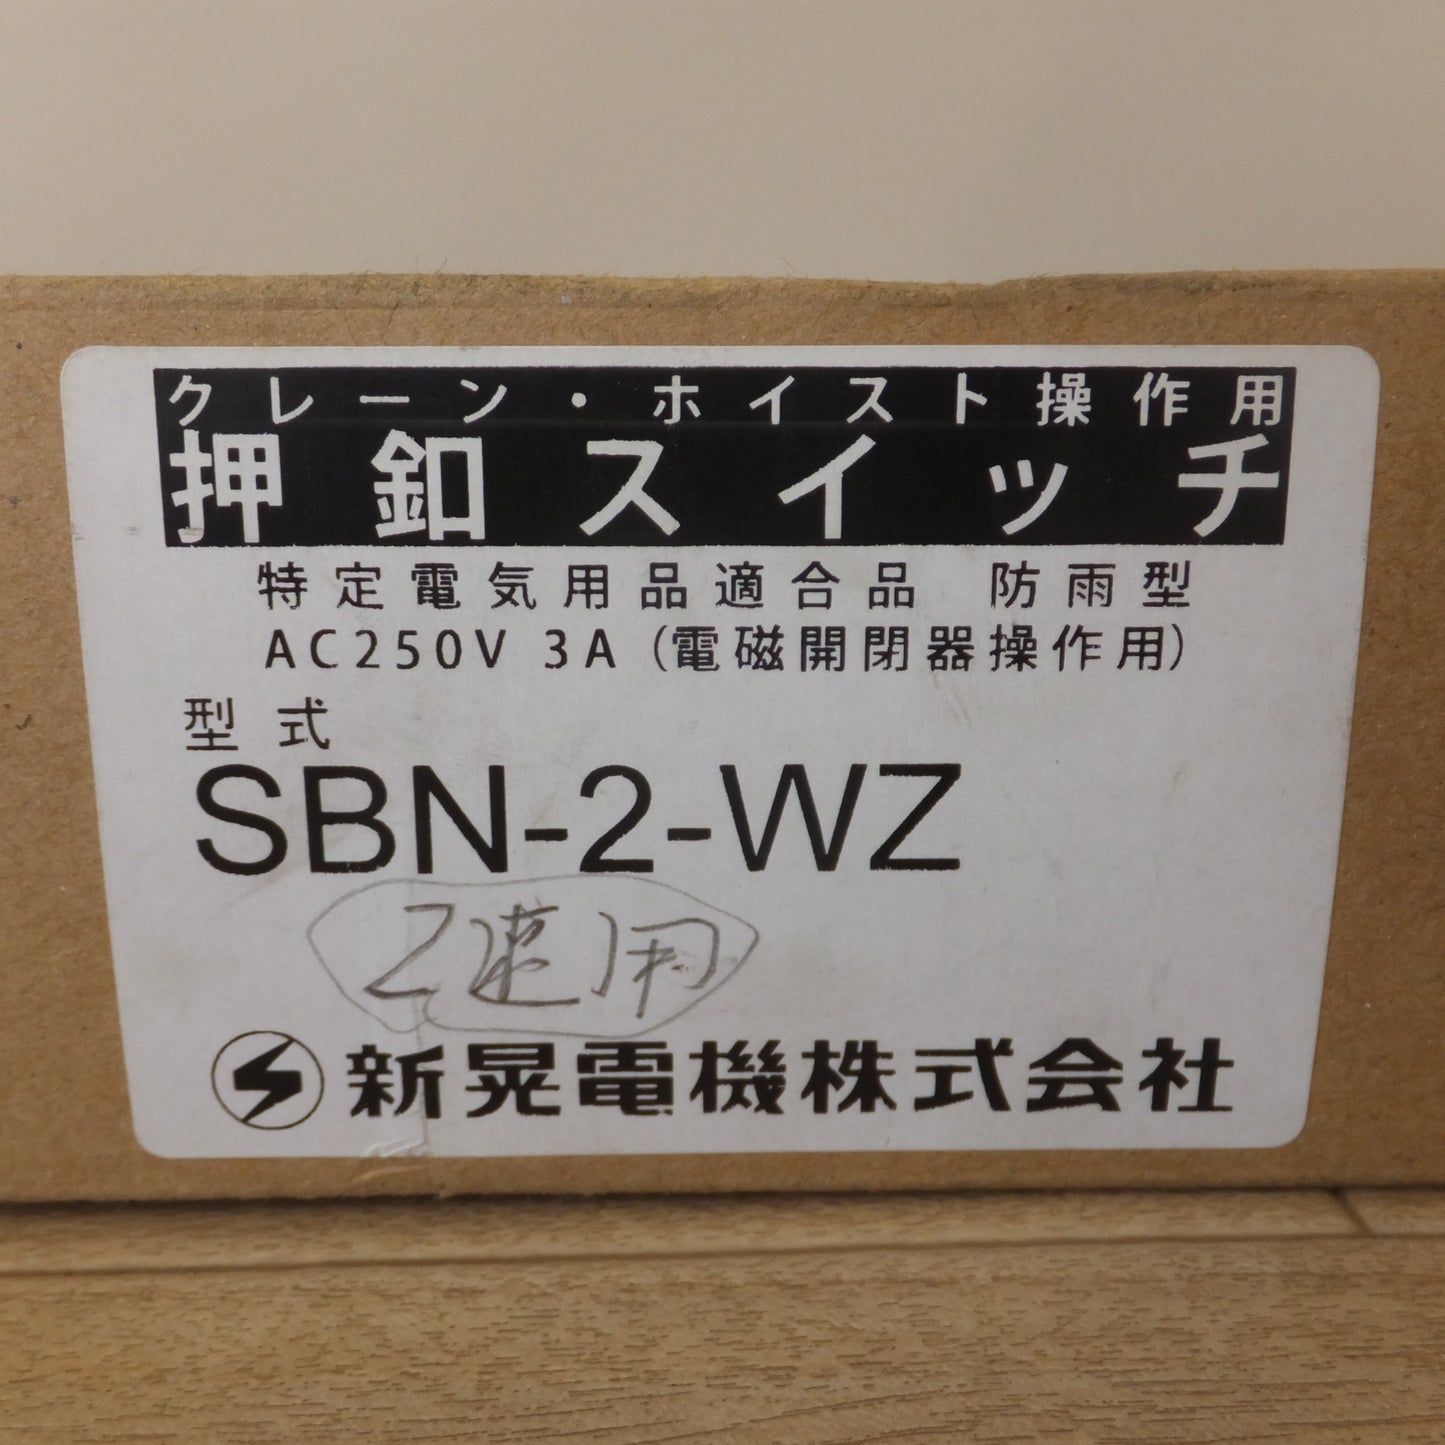 クレーン・ホイスト操作用
押釦スイッチ
特定電気用品適合品 防雨型
AC250V 3A (電磁開閉器操作用)
型式
SBN-2-WZ
2速用
新晃電機株式会社